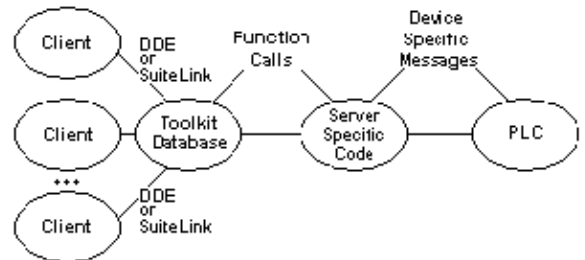 Client
DDE
or
SuiteLink
Function
Calls
Device
Specific
Messages
Client
Toolkit
Database
Server
Specific
Code
PLC
•••
Client
DDE
or
SuiteLink